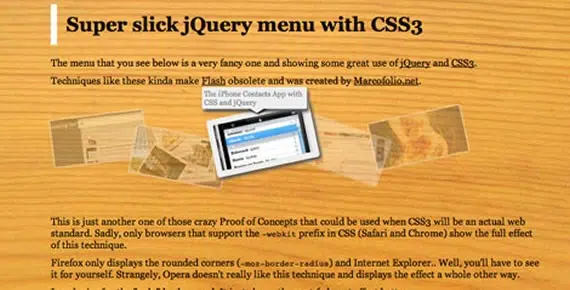 Super slick jQuery menu with CSS3
The menu that you see below is a very fancy one and showing some great use of jQuery and CSS3.
Techniques like these kinda make Flash obsolete and was created by Marcofolio.net.
The iPhone Contacts App with
CSS and jQuery
This is just another one of those crazy Proof of Concepts that could be used when CSS3 will be an actual web
standard. Sadly, only browsers that support the -webkit prefix in CSS (Safari and Chrome) show the full effect
of this technique.
Firefox only displays the rounded corners (-moz-border-radius) and Internet Explorer.. Well, you'll have to see
it for yourself. Strangely, Opera doesn't really like this technique and displays the effect a whole other way.